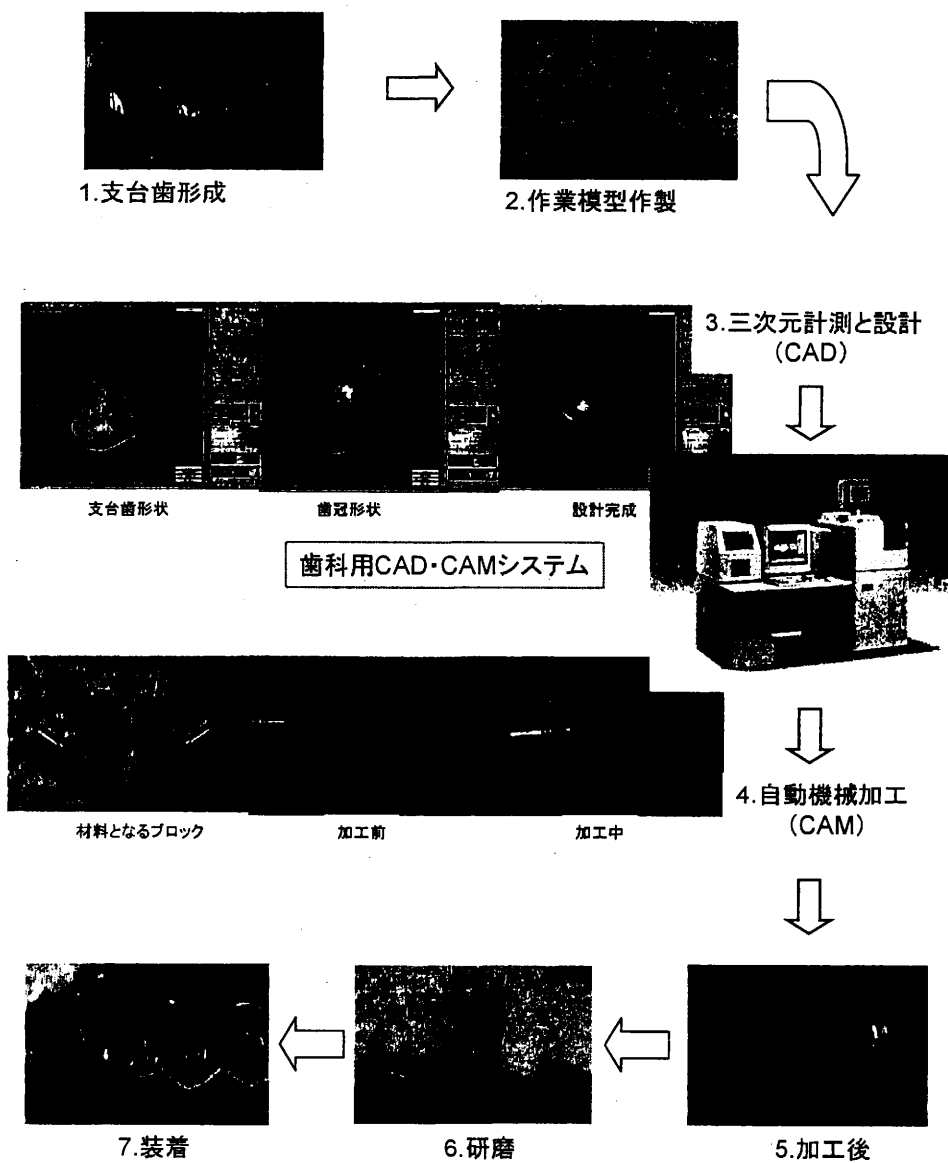 1.支台歯形成
2.作業模型作製
3.三次元計測と設計
(CAD)
支台歯形状
歯冠形状
設計完成
歯科用CAD･CAMシステム
材料となるブロック
加工前
加工中
4.自動機械加工
(CAM)
7.装着
6.研磨
5.加工後